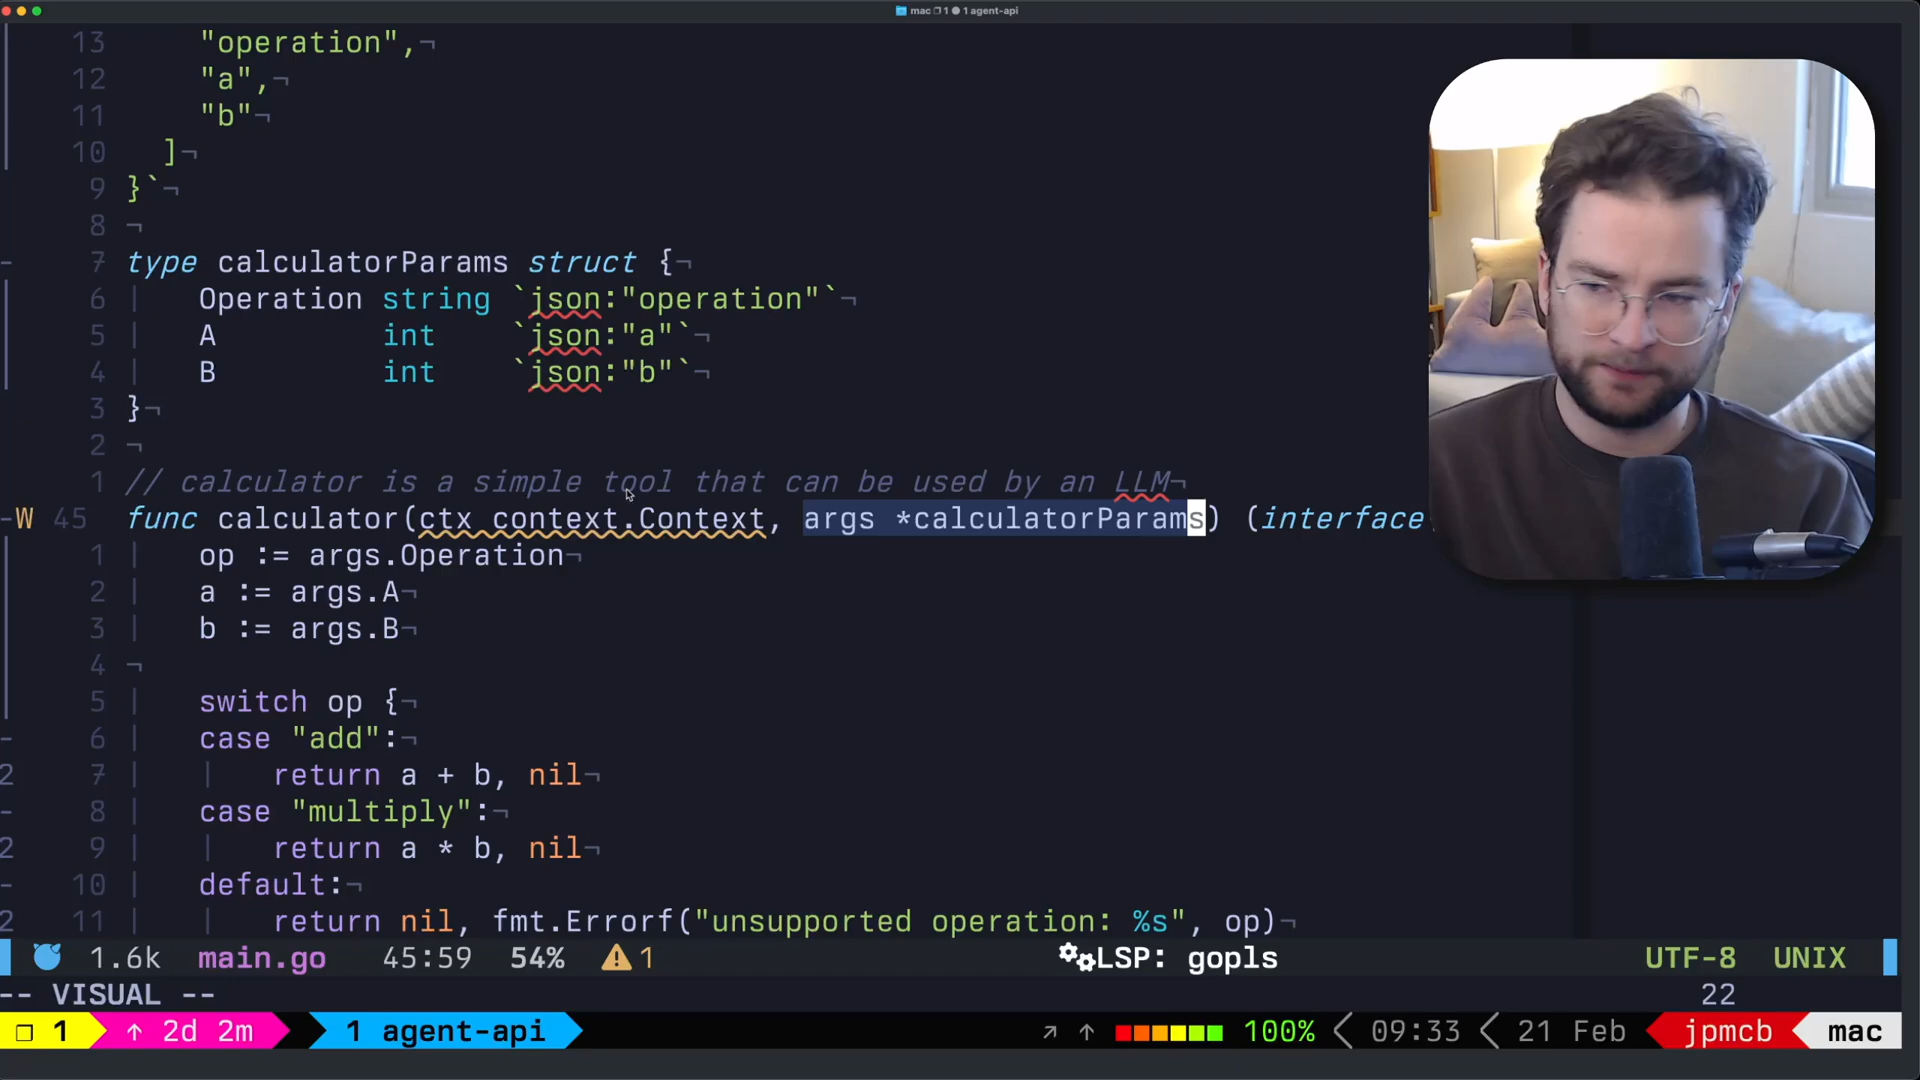 mac 1 1 agent-api
13 "operation",¬
12 "a",¬
11 "b"¬
10 ]¬
9 }`¬
8 ¬
7 type calculatorParams struct {¬
6 | Operation string `json:"operation"`¬
5 | A int `json:"a"`¬
4 | B int `json:"b"`¬
3 }¬
2 ¬
1 // calculator is a simple tool that can be used by an LLM¬
-W 45 func calculator(ctx context.Context, args *calculatorParams) (interface
1 | op := args.Operation¬
2 | a := args.A¬
3 | b := args.B¬
4 ¬
5 | switch op {¬
6 | case "add":¬
2 7 | | return a + b, nil¬
8 | case "multiply":¬
2 9 | | return a * b, nil¬
10 | default:¬
2 11 | | return nil, fmt.Errorf("unsupported operation: %s", op)¬
1.6k main.go 45:59 54% 1 LSP: gopls UTF-8 UNIX
-- VISUAL -- 22
1 ↑ 2d 2m 1 agent-api ↗ ↑ 100% 09:33 21 Feb jpmcb mac